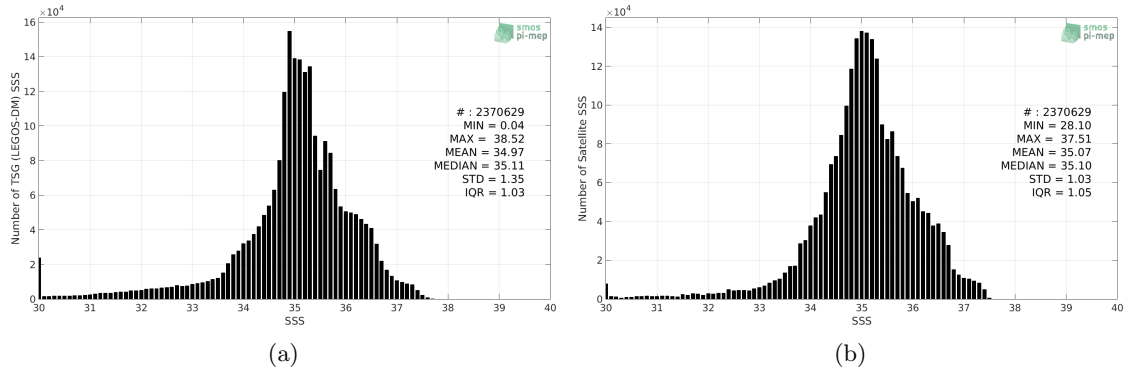 ×10⁴
16
14
12
10
8
6
4
2
0
Number of TSG (LEGOS-DM) SSS
smos
pi-mep
# : 2370629
MIN = 0.04
MAX = 38.52
MEAN = 34.97
MEDIAN = 35.11
STD = 1.35
IQR = 1.03
30 31 32 33 34 35 36 37 38 39 40
SSS
(a)
×10⁴
14
12
10
8
6
4
2
0
Number of Satellite SSS
smos
pi-mep
# : 2370629
MIN = 28.10
MAX = 37.51
MEAN = 35.07
MEDIAN = 35.10
STD = 1.03
IQR = 1.05
30 31 32 33 34 35 36 37 38 39 40
SSS
(b)